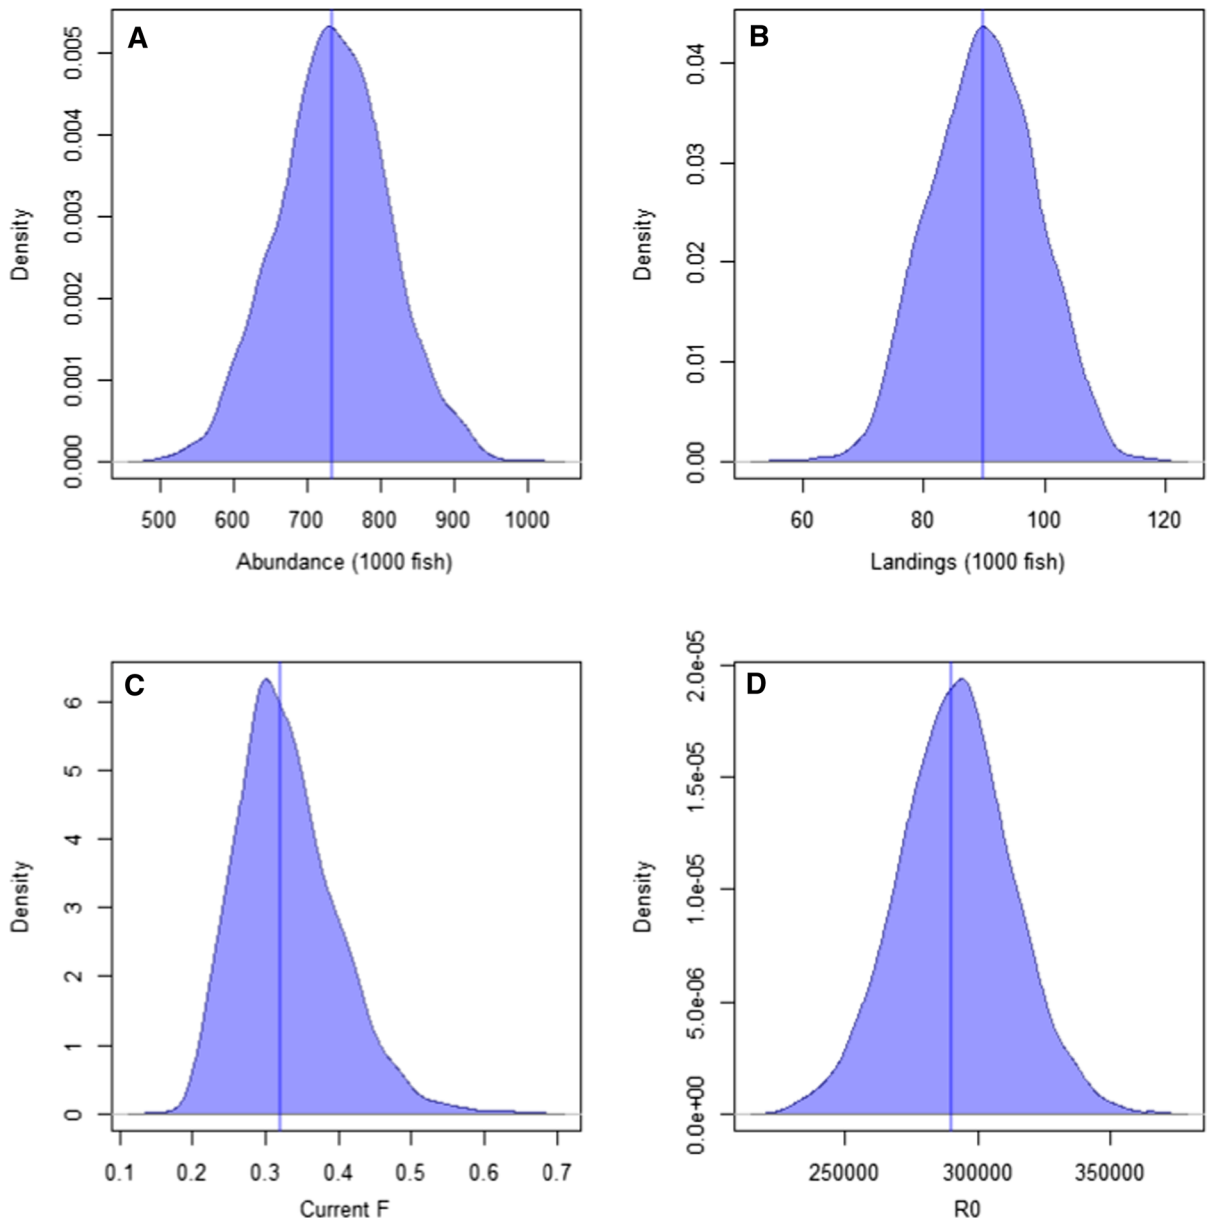 A
Density
0.000 0.001 0.002 0.003 0.004 0.005
500 600 700 800 900 1000
Abundance (1000 fish)
B
Density
0.00 0.01 0.02 0.03 0.04
60 80 100 120
Landings (1000 fish)
C
Density
0 1 2 3 4 5 6
0.1 0.2 0.3 0.4 0.5 0.6 0.7
Current F
D
Density
0.0e+00 5.0e-06 1.0e-05 1.5e-05 2.0e-05
250000 300000 350000
R0